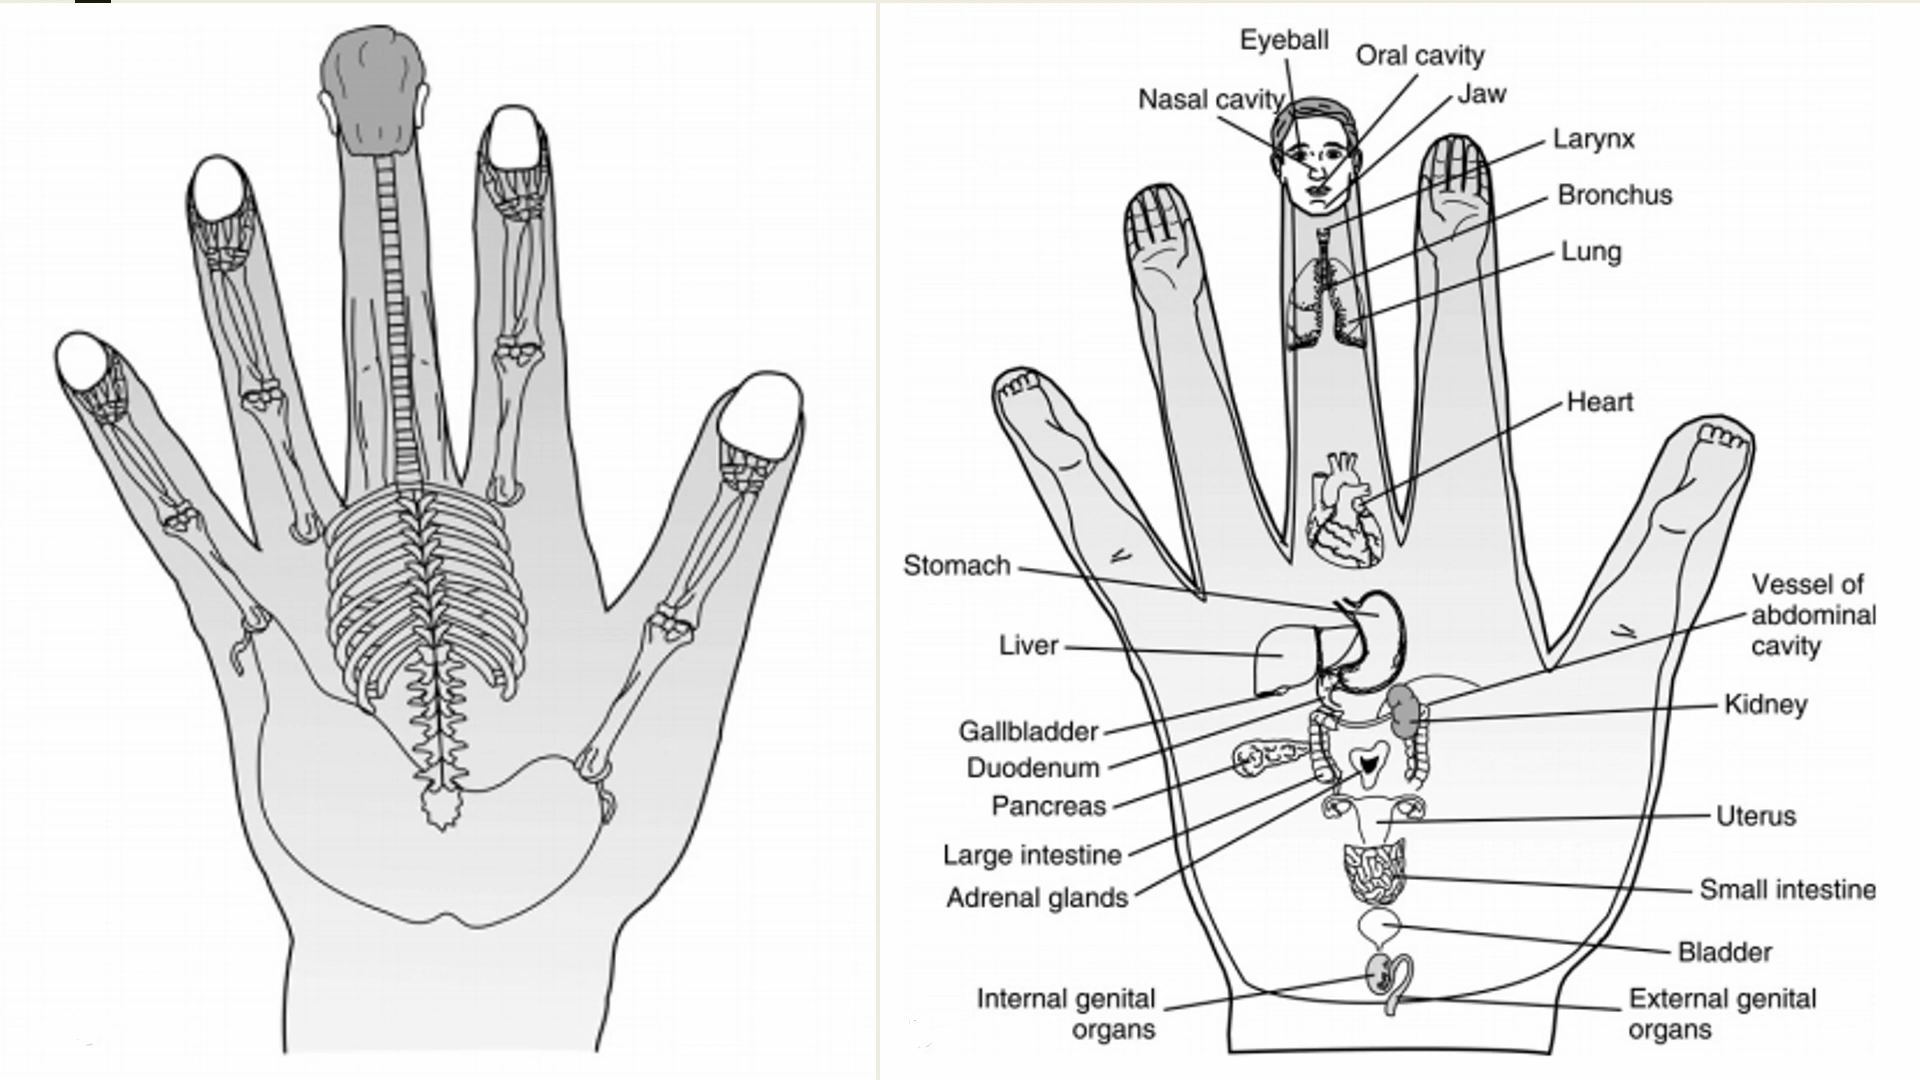 Eyeball
Oral cavity
Nasal cavity
Jaw
Larynx
Bronchus
Lung
Heart
Stomach
Vessel of
abdominal
cavity
Liver
Kidney
Gallbladder
Duodenum
Pancreas
Uterus
Large intestine
Adrenal glands
Small intestine
Bladder
Internal genital
organs
External genital
organs